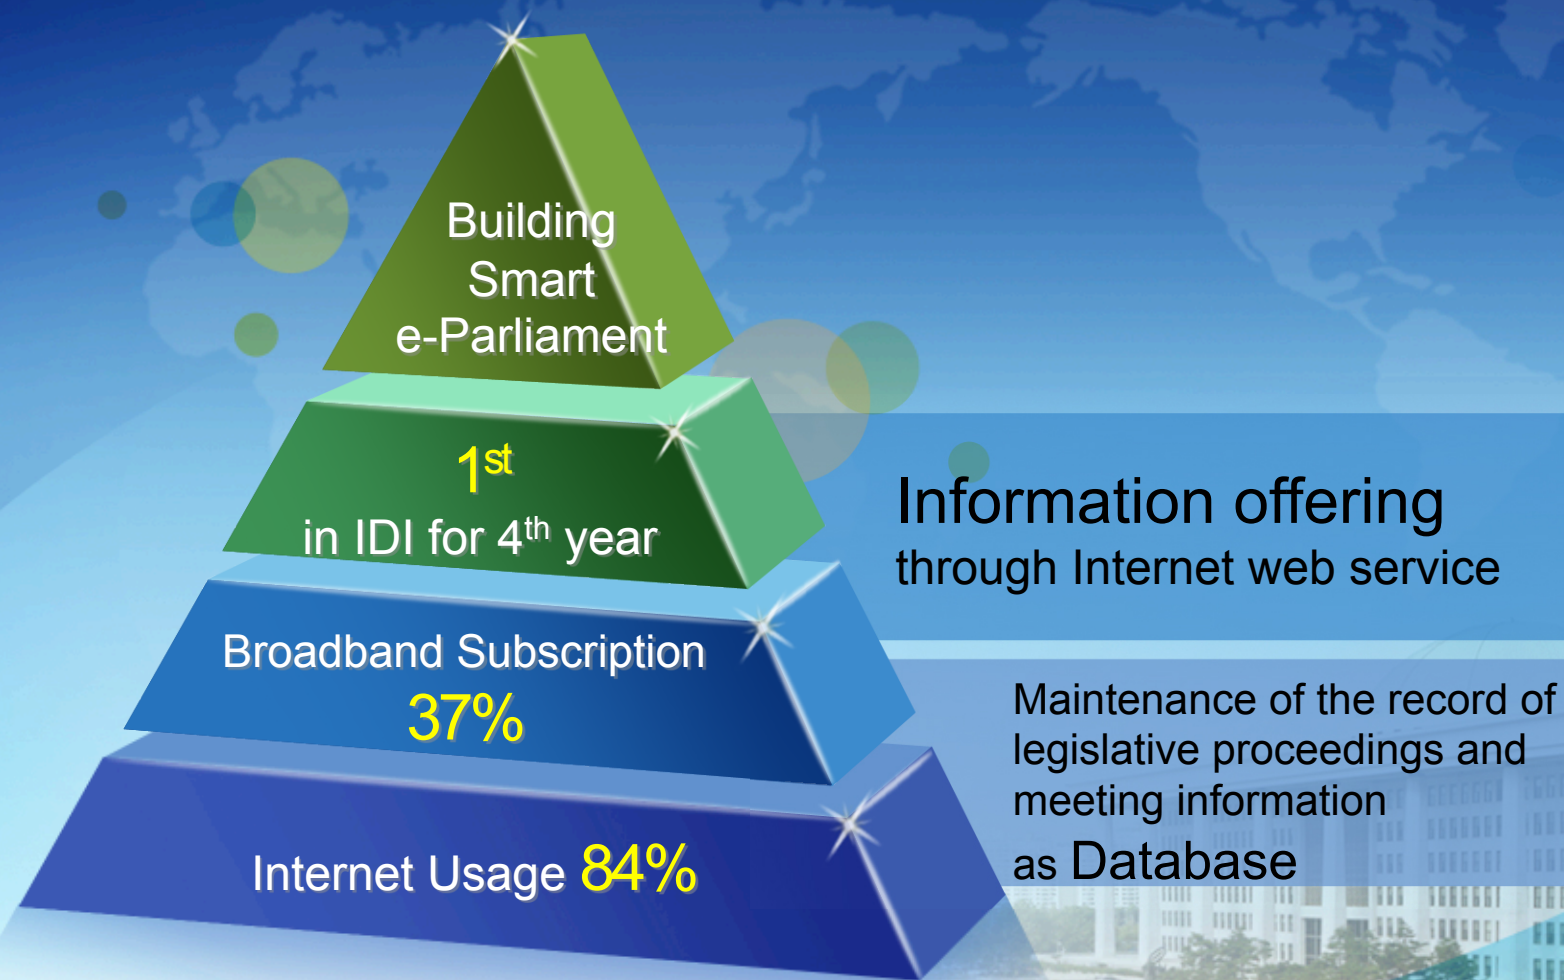 Building
Smart
e-Parliament
1st
in IDI for 4th year
Broadband Subscription
37%
Internet Usage 84%
Information offering
through Internet web service
Maintenance of the record of
legislative proceedings and
meeting information
as Database